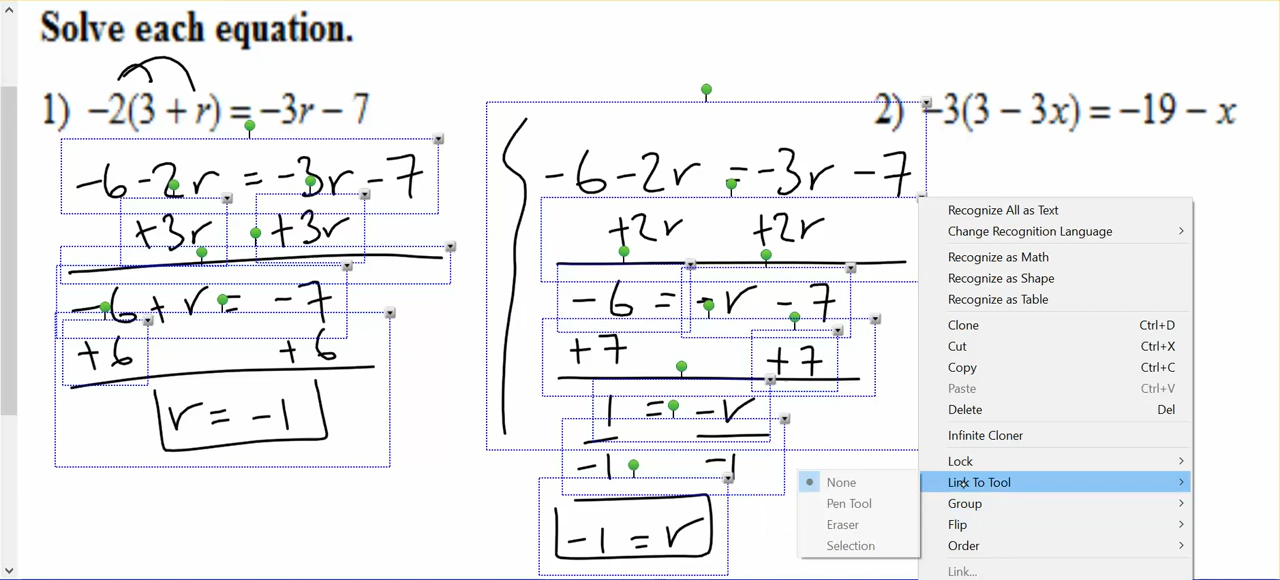 Solve each equation.
1) −2(3 + r) = −3r − 7
-6 - 2r = -3r - 7
+3r +3r
-6 + r = -7
+6 +6
r = -1
-6 - 2r = -3r - 7
+2r +2r
-6 = -r - 7
+7 +7
1 = -r
-1 -1
-1 = r
2) −3(3 − 3x) = −19 − x
Recognize All as Text
Change Recognition Language
Recognize as Math
Recognize as Shape
Recognize as Table
Clone Ctrl+D
Cut Ctrl+X
Copy Ctrl+C
Paste Ctrl+V
Delete Del
Infinite Cloner
Lock
Link To Tool
Group
Flip
Order
Link...
None
Pen Tool
Eraser
Selection